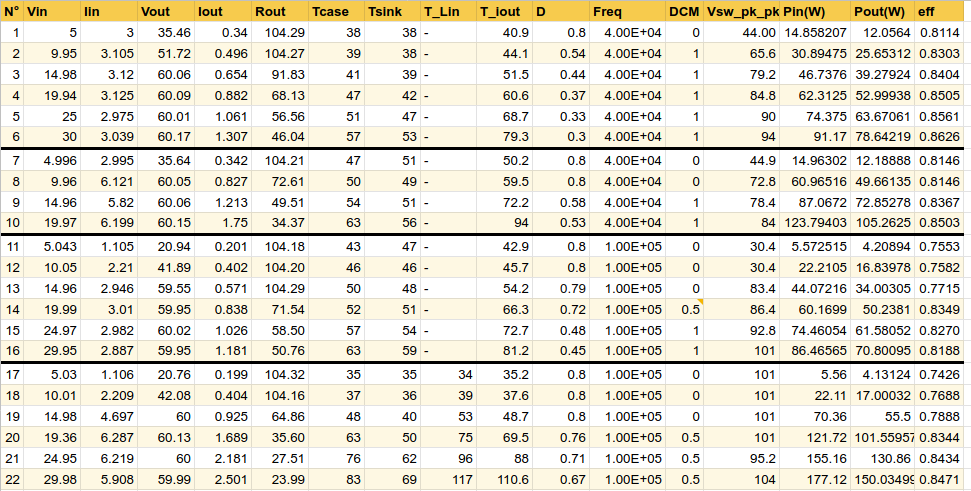 N° Vin Iin Vout Iout Rout Tcase Tsink T_Lin T_iout D Freq DCM Vsw_pk_pk Pin(W) Pout(W) eff
1 5 3 35.46 0.34 104.29 38 38 - 40.9 0.8 4.00E+04 0 44.00 14.858207 12.0564 0.8114
2 9.95 3.105 51.72 0.496 104.27 39 38 - 44.1 0.54 4.00E+04 1 65.6 30.89475 25.65312 0.8303
3 14.98 3.12 60.06 0.654 91.83 41 39 - 51.5 0.44 4.00E+04 1 79.2 46.7376 39.27924 0.8404
4 19.94 3.125 60.09 0.882 68.13 47 42 - 60.6 0.37 4.00E+04 1 84.8 62.3125 52.99938 0.8505
5 25 2.975 60.01 1.061 56.56 51 47 - 68.7 0.33 4.00E+04 1 90 74.375 63.67061 0.8561
6 30 3.039 60.17 1.307 46.04 57 53 - 79.3 0.3 4.00E+04 1 94 91.17 78.64219 0.8626
7 4.996 2.995 35.64 0.342 104.21 47 51 - 50.2 0.8 4.00E+04 0 44.9 14.96302 12.18888 0.8146
8 9.96 6.121 60.05 0.827 72.61 50 49 - 59.5 0.8 4.00E+04 0 72.8 60.96516 49.66135 0.8146
9 14.96 5.82 60.06 1.213 49.51 54 51 - 72.2 0.58 4.00E+04 1 78.4 87.0672 72.85278 0.8367
10 19.97 6.199 60.15 1.75 34.37 63 56 - 94 0.53 4.00E+04 1 84 123.79403 105.2625 0.8503
11 5.043 1.105 20.94 0.201 104.18 43 47 - 42.9 0.8 1.00E+05 0 30.4 5.572515 4.20894 0.7553
12 10.05 2.21 41.89 0.402 104.20 46 46 - 45.7 0.8 1.00E+05 0 30.4 22.2105 16.83978 0.7582
13 14.96 2.946 59.55 0.571 104.29 50 48 - 54.2 0.79 1.00E+05 0 83.4 44.07216 34.00305 0.7715
14 19.99 3.01 59.95 0.838 71.54 52 51 - 66.3 0.72 1.00E+05 0.5 86.4 60.1699 50.2381 0.8349
15 24.97 2.982 60.02 1.026 58.50 57 54 - 72.7 0.48 1.00E+05 1 92.8 74.46054 61.58052 0.8270
16 29.95 2.887 59.95 1.181 50.76 63 59 - 81.2 0.45 1.00E+05 1 101 86.46565 70.80095 0.8188
17 5.03 1.106 20.76 0.199 104.32 35 35 34 35.2 0.8 1.00E+05 0 101 5.56 4.13124 0.7426
18 10.01 2.209 42.08 0.404 104.16 37 36 39 37.6 0.8 1.00E+05 0 101 22.11 17.00032 0.7688
19 14.98 4.697 60 0.925 64.86 48 40 53 48.7 0.8 1.00E+05 0 101 70.36 55.5 0.7888
20 19.36 6.287 60.13 1.689 35.60 63 50 75 69.5 0.76 1.00E+05 0.5 101 121.72 101.55957 0.8344
21 24.95 6.219 60 2.181 27.51 76 62 96 88 0.71 1.00E+05 0.5 95.2 155.16 130.86 0.8434
22 29.98 5.908 59.99 2.501 23.99 83 69 117 110.6 0.67 1.00E+05 0.5 104 177.12 150.03499 0.8471